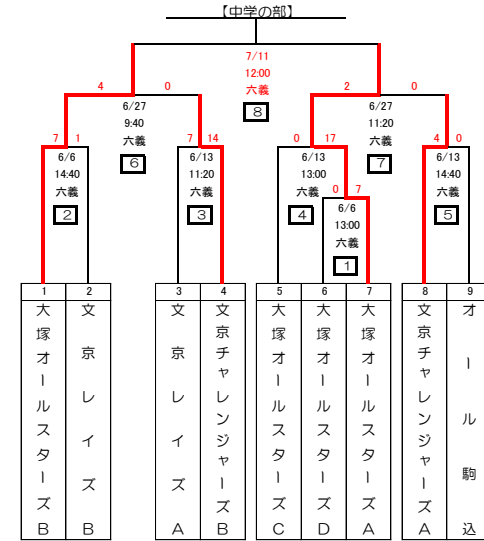 【中学の部】
7/11
12:00
六義
8
4 0
2 0
6/27
9:40
六義
6
6/27
11:20
六義
7
7 1
7 14
0 17
4 0
6/6
14:40
六義
2
6/13
11:20
六義
3
6/13
13:00
六義
4
6/13
14:40
六義
5
0 7
6/6
13:00
六義
1
1 2 3 4 5 6 7 8 9
大塚オールスターズB
文京レイズB
文京レイズA
文京チャレンジャーズB
大塚オールスターズC
大塚オールスターズD
大塚オールスターズA
文京チャレンジャーズA
オール駒込